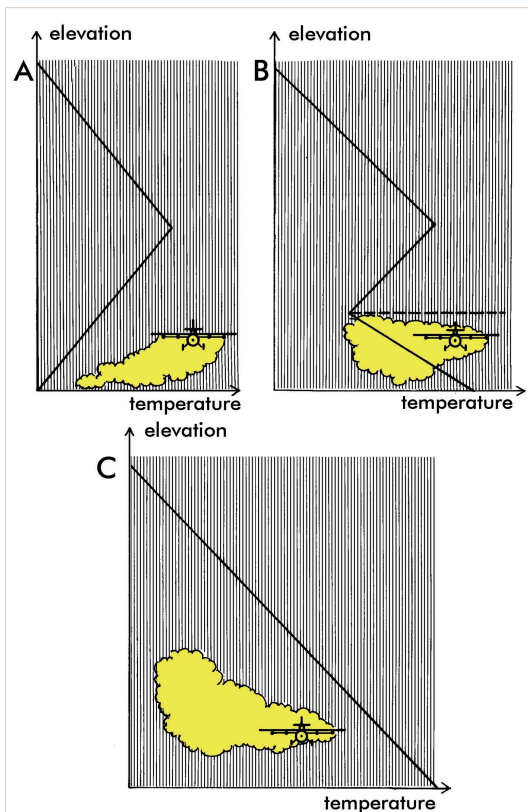 elevation
A
temperature
elevation
B
temperature
elevation
C
temperature